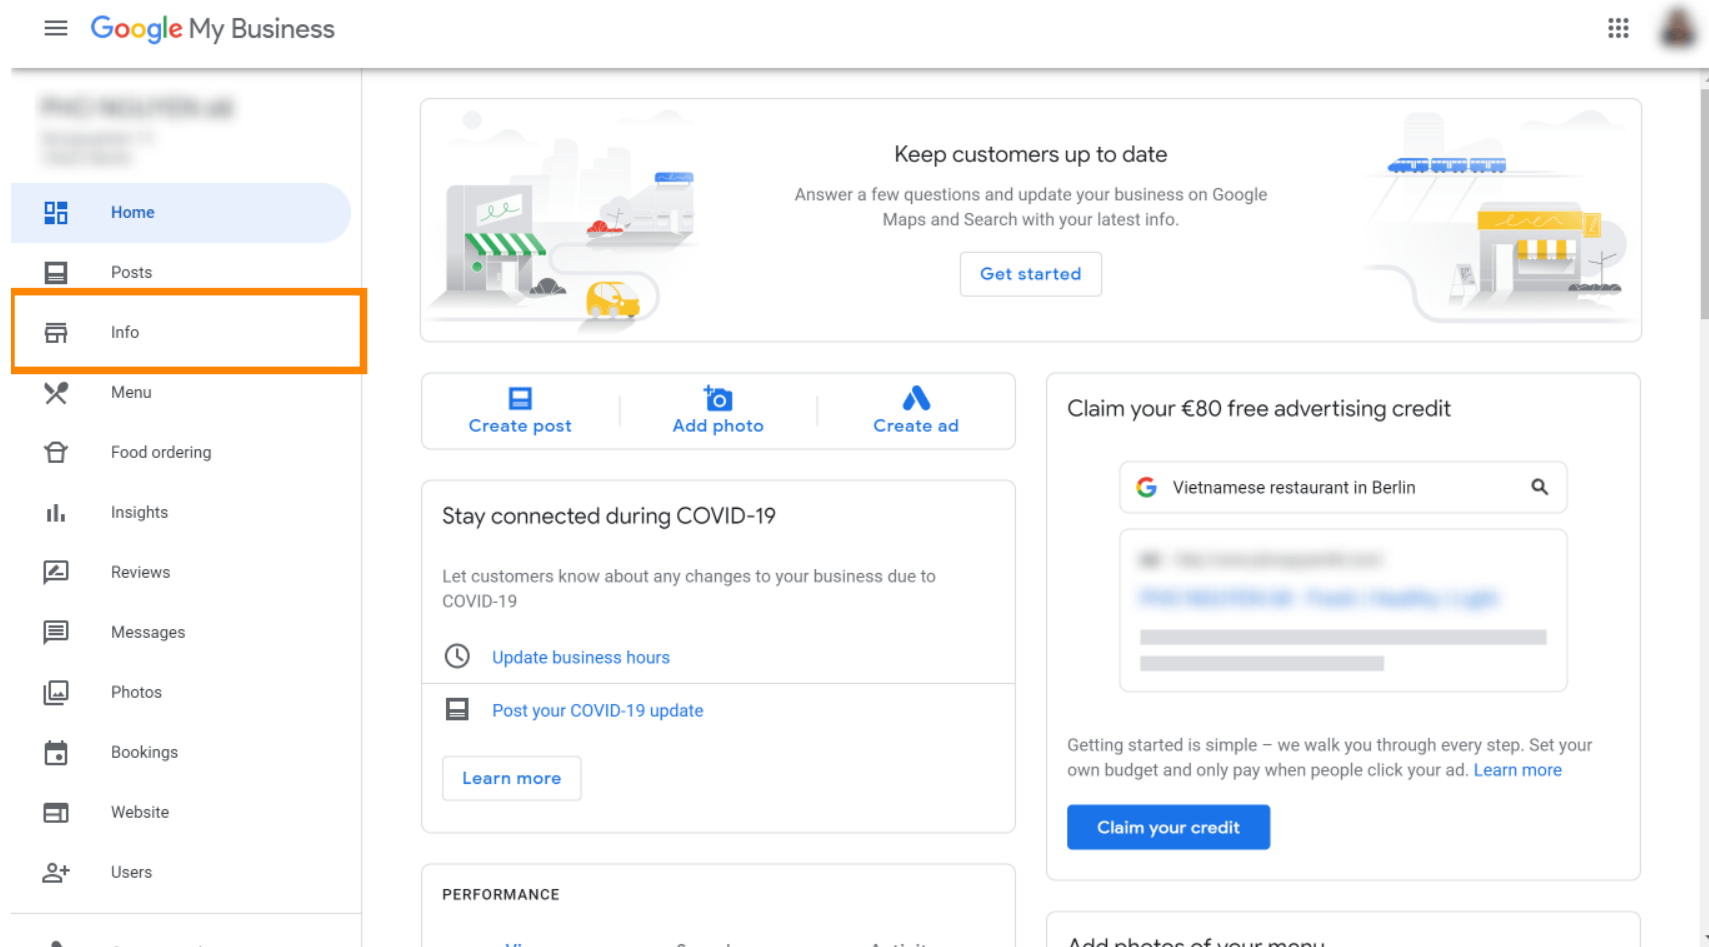 Google My Business
Home
Posts
Info
Menu
Food ordering
Insights
Reviews
Messages
Photos
Bookings
Website
Users
Keep customers up to date
Answer a few questions and update your business on Google
Maps and Search with your latest info.
Get started
Create post
Add photo
Create ad
Stay connected during COVID-19
Let customers know about any changes to your business due to
COVID-19
Update business hours
Post your COVID-19 update
Learn more
PERFORMANCE
Claim your €80 free advertising credit
Vietnamese restaurant in Berlin
Getting started is simple – we walk you through every step. Set your
own budget and only pay when people click your ad. Learn more
Claim your credit
Add photos of your menu